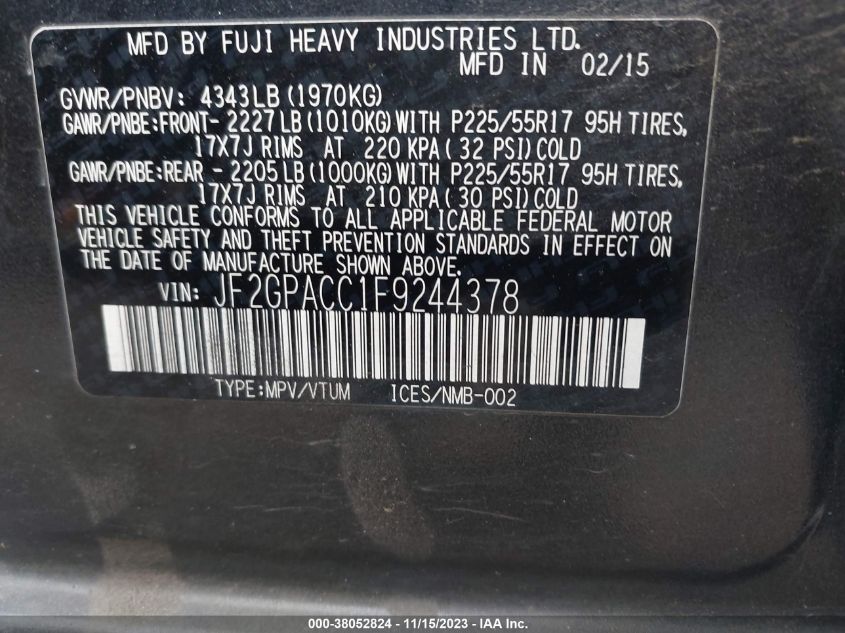 MFD BY FUJI HEAVY INDUSTRIES LTD.
MFD IN 02/15
GVWR/PNBV: 4343LB(1970KG)
GAWR/PNBE:FRONT- 2227LB(1010KG)WITH P225/55R17 95H TIRES,
17X7J RIMS AT 220 KPA(32 PSI)COLD
GAWR/PNBE:REAR - 2205LB(1000KG)WITH P225/55R17 95H TIRES,
17X7J RIMS AT 210 KPA(30 PSI)COLD
THIS VEHICLE CONFORMS TO ALL APPLICABLE FEDERAL MOTOR
VEHICLE SAFETY AND THEFT PREVENTION STANDARDS IN EFFECT ON
THE DATE OF MANUFACTURE SHOWN ABOVE.
VIN: JF2GPACC1F9244378
TYPE:MPV/VTUM ICES/NMB-002
000-38052824 - 11/15/2023 - IAA, Inc.